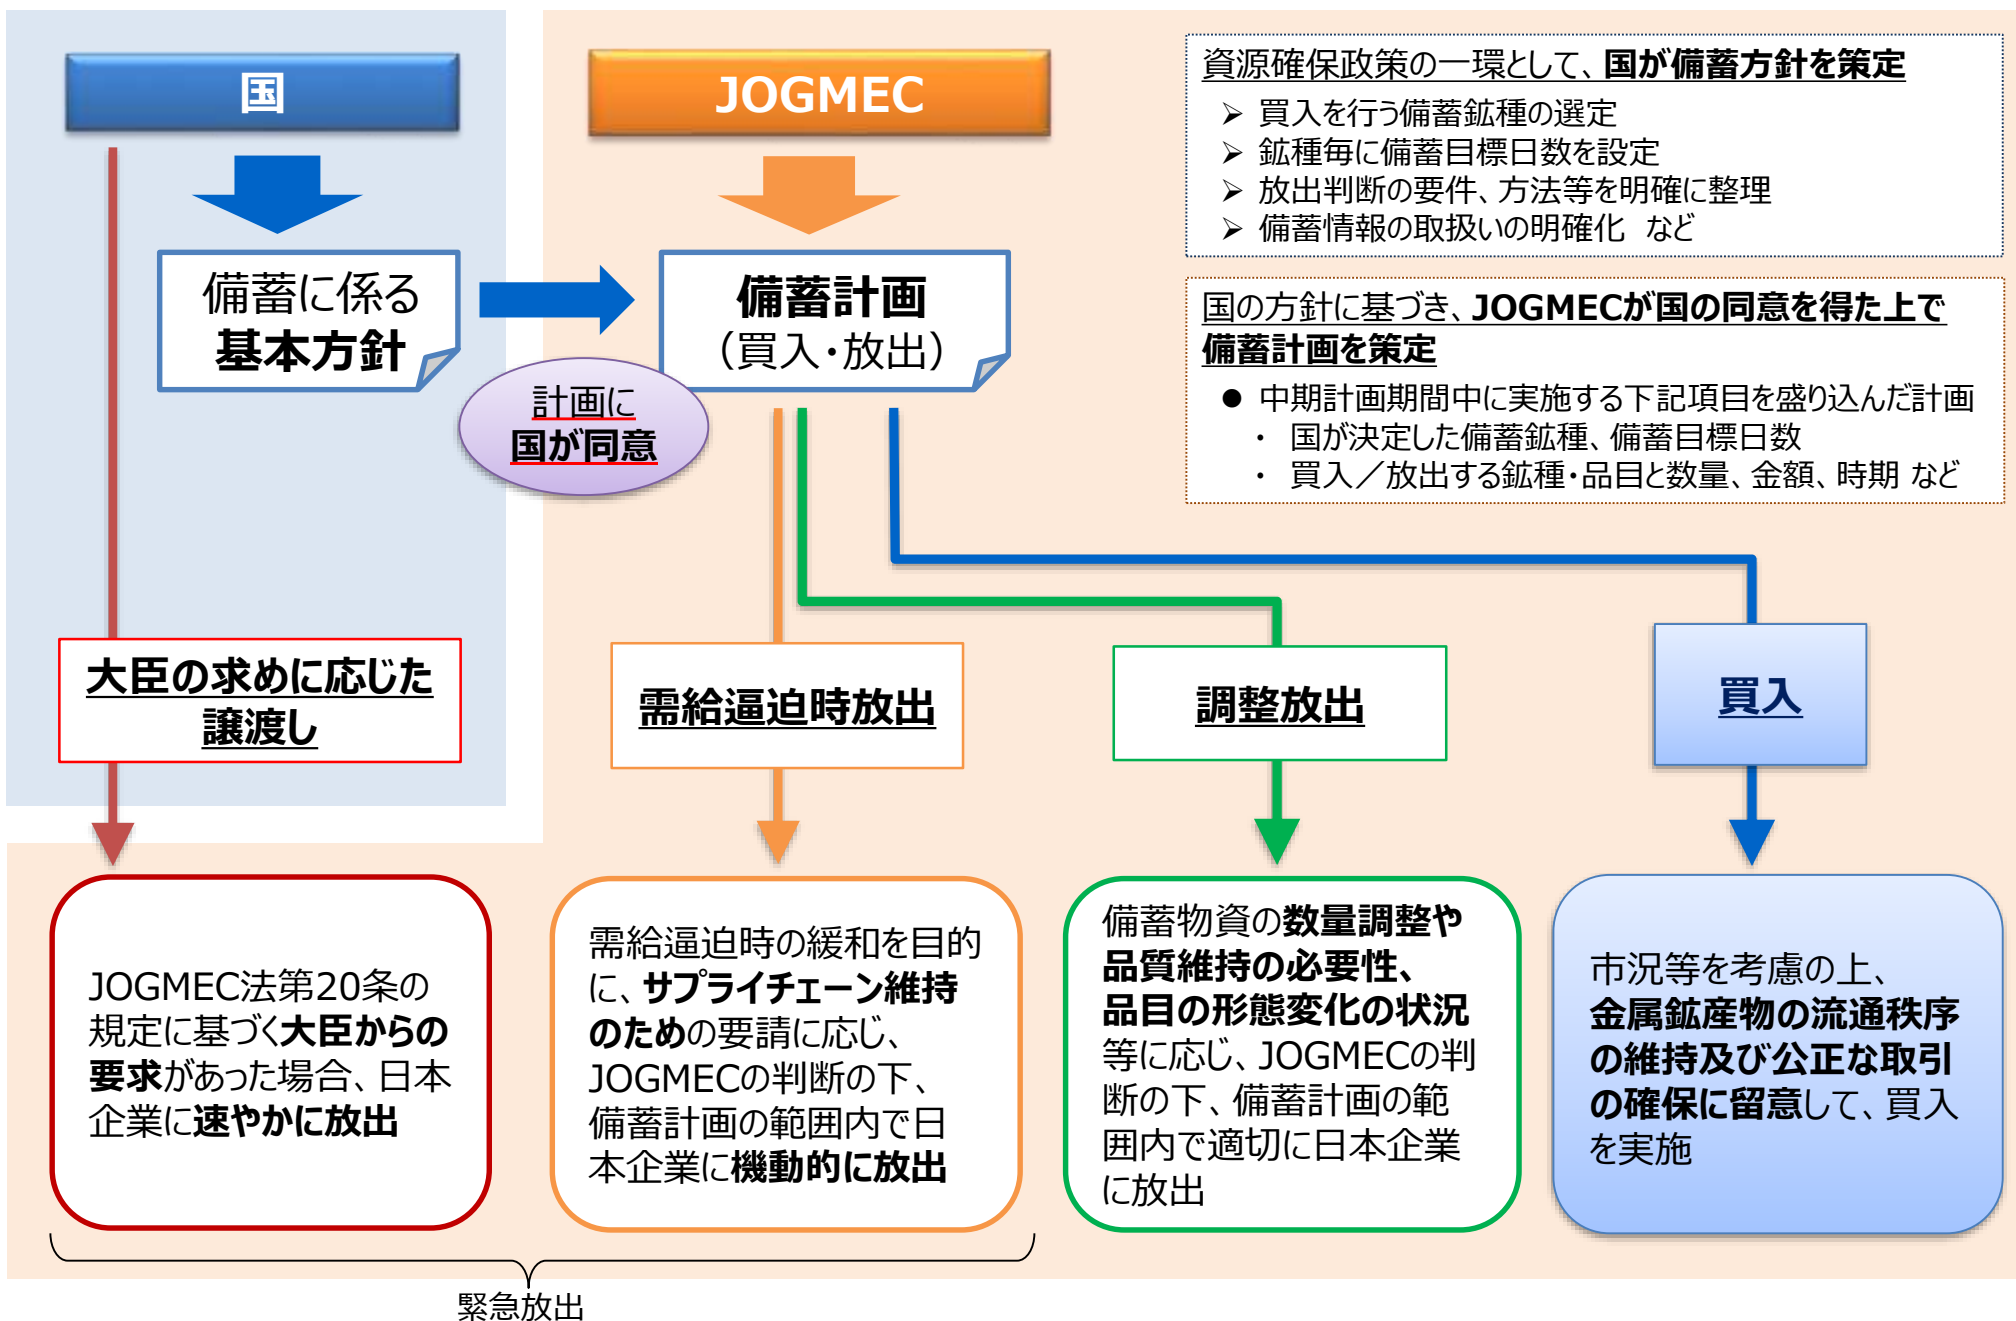 国
JOGMEC
資源確保政策の一環として、国が備蓄方針を策定
➢ 買入を行う備蓄鉱種の選定
➢ 鉱種毎に備蓄目標日数を設定
➢ 放出判断の要件、方法等を明確に整理
➢ 備蓄情報の取扱いの明確化 など
備蓄に係る
基本方針
備蓄計画
（買入・放出）
計画に
国が同意
国の方針に基づき、JOGMECが国の同意を得た上で
備蓄計画を策定
● 中期計画期間中に実施する下記項目を盛り込んだ計画
・ 国が決定した備蓄鉱種、備蓄目標日数
・ 買入／放出する鉱種・品目と数量、金額、時期 など
大臣の求めに応じた
譲渡し
需給逼迫時放出
調整放出
買入
JOGMEC法第20条の
規定に基づく大臣からの
要求があった場合、日本
企業に速やかに放出
需給逼迫時の緩和を目的
に、サプライチェーン維持
のための要請に応じ、
JOGMECの判断の下、
備蓄計画の範囲内で日
本企業に機動的に放出
備蓄物資の数量調整や
品質維持の必要性、
品目の形態変化の状況
等に応じ、JOGMECの判
断の下、備蓄計画の範
囲内で適切に日本企業
に放出
市況等を考慮の上、
金属鉱産物の流通秩序
の維持及び公正な取引
の確保に留意して、買入
を実施
緊急放出